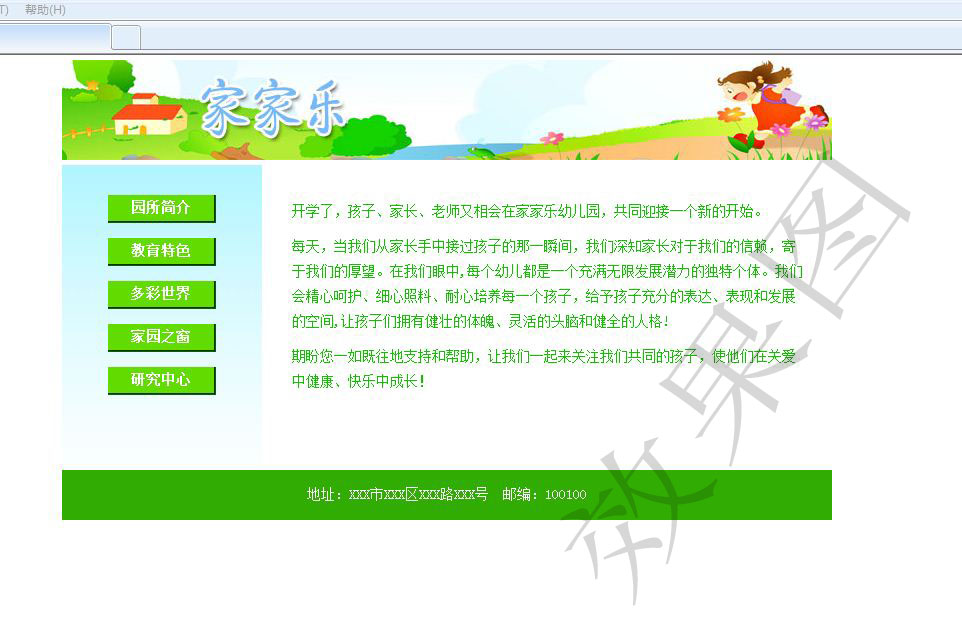 T) 帮助(H)
家家乐
园所简介
教育特色
多彩世界
家园之窗
研究中心
开学了，孩子、家长、老师又相会在家家乐幼儿园，共同迎接一个新的开始。
每天，当我们从家长手中接过孩子的那一瞬间，我们深知家长对于我们的信赖，寄
于我们的厚望。在我们眼中,每个幼儿都是一个充满无限发展潜力的独特个体。我们
会精心呵护、细心照料、耐心培养每一个孩子，给予孩子充分的表达、表现和发展
的空间,让孩子们拥有健壮的体魄、灵活的头脑和健全的人格!
期盼您一如既往地支持和帮助，让我们一起来关注我们共同的孩子，使他们在关爱
中健康、快乐中成长!
地址：XXX市XXX区XXX路XXX号 邮编：100100
效果图